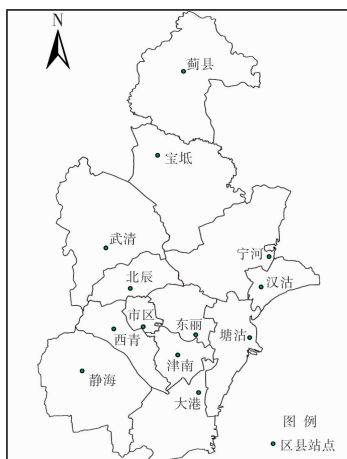 N
蓟县
宝坻
武清
宁河
北辰
汉沽
市区
东丽
塘沽
西青
津南
静海
大港
图 例
区县站点